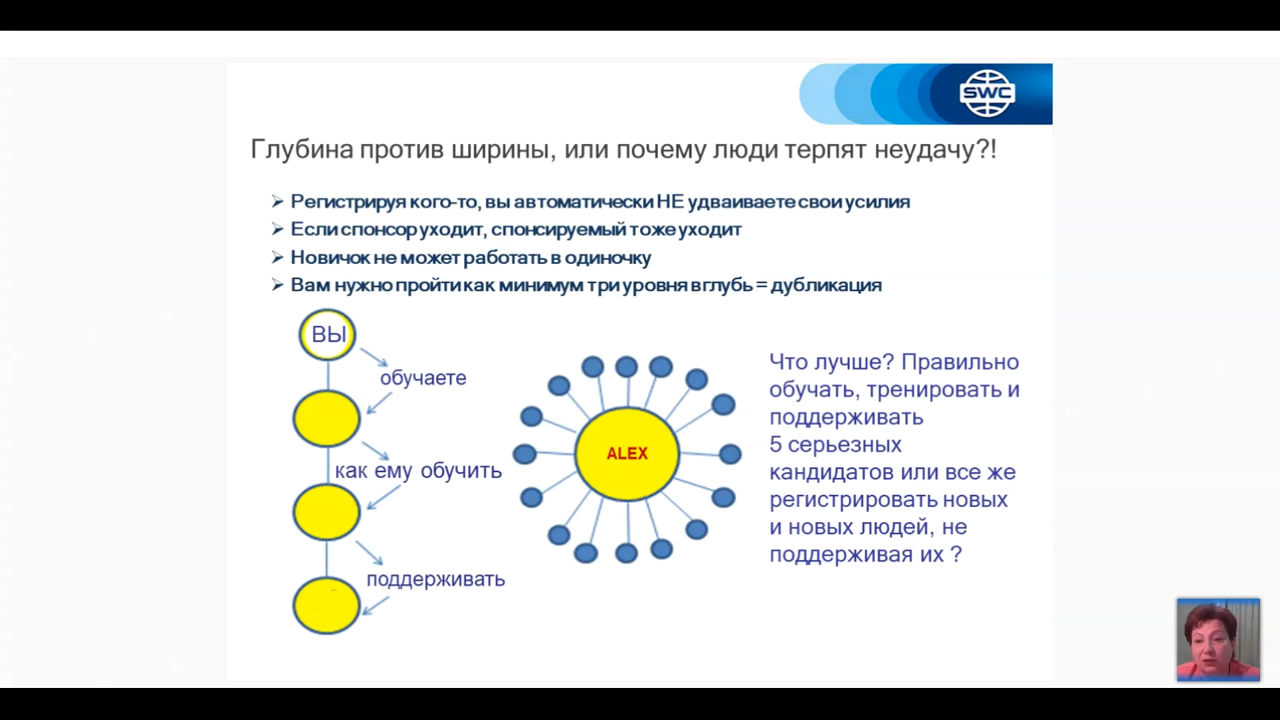 SWC
Глубина против ширины, или почему люди терпят неудачу?!
Регистрируя кого-то, вы автоматически НЕ удваиваете свои усилия
Если спонсор уходит, спонсируемый тоже уходит
Новичок не может работать в одиночку
Вам нужно пройти как минимум три уровня вглубь = дубликация
ВЫ
обучаете
как ему обучить
поддерживать
ALEX
Что лучше? Правильно
обучать, тренировать и
поддерживать
5 серьезных
кандидатов или все же
регистрировать новых
и новых людей, не
поддерживая их ?